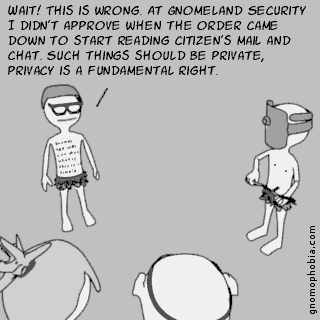 WAIT! THIS IS WRONG. AT GNOMELAND SECURITY
I DIDN'T APPROVE WHEN THE ORDER CAME
DOWN TO START READING CITIZEN'S MAIL AND
CHAT. SUCH THINGS SHOULD BE PRIVATE,
PRIVACY IS A FUNDAMENTAL RIGHT.
gnomophobia.com